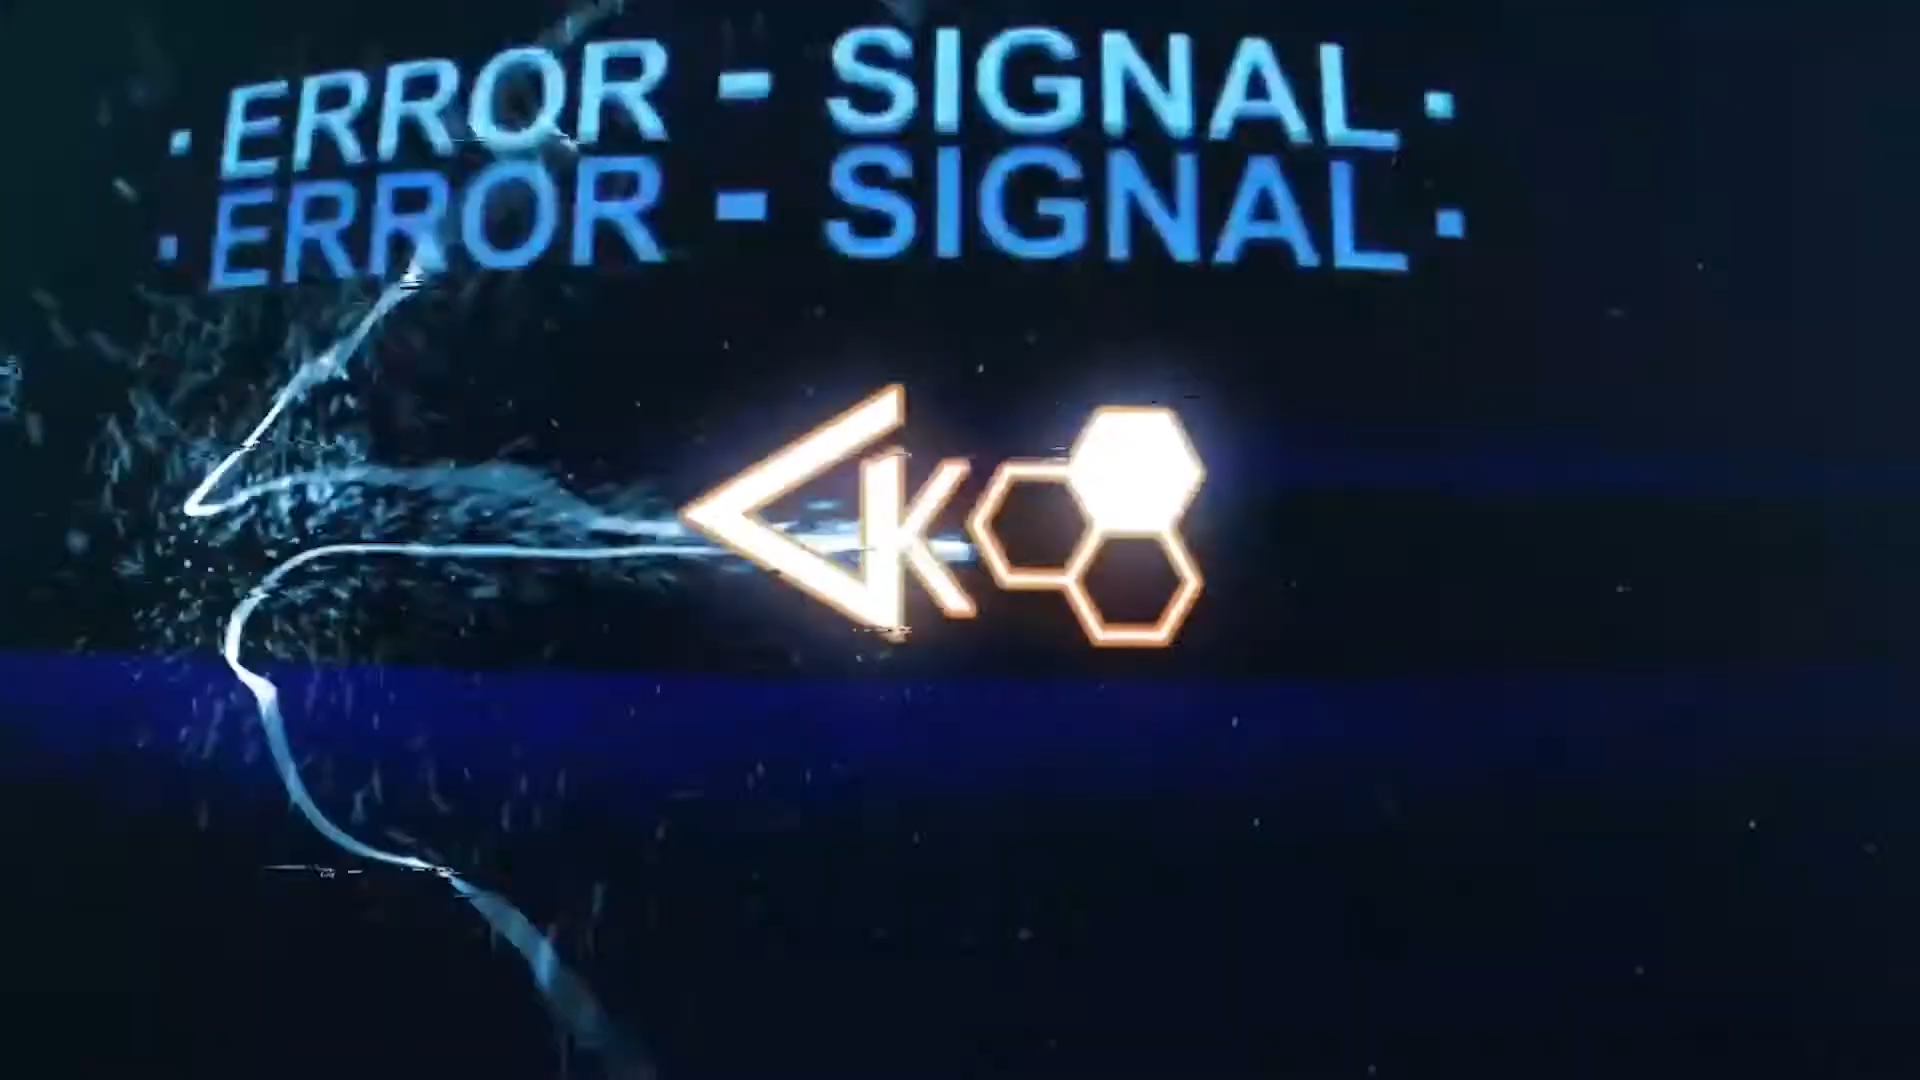 · ERROR - SIGNAL ·
· ERROR - SIGNAL ·
K